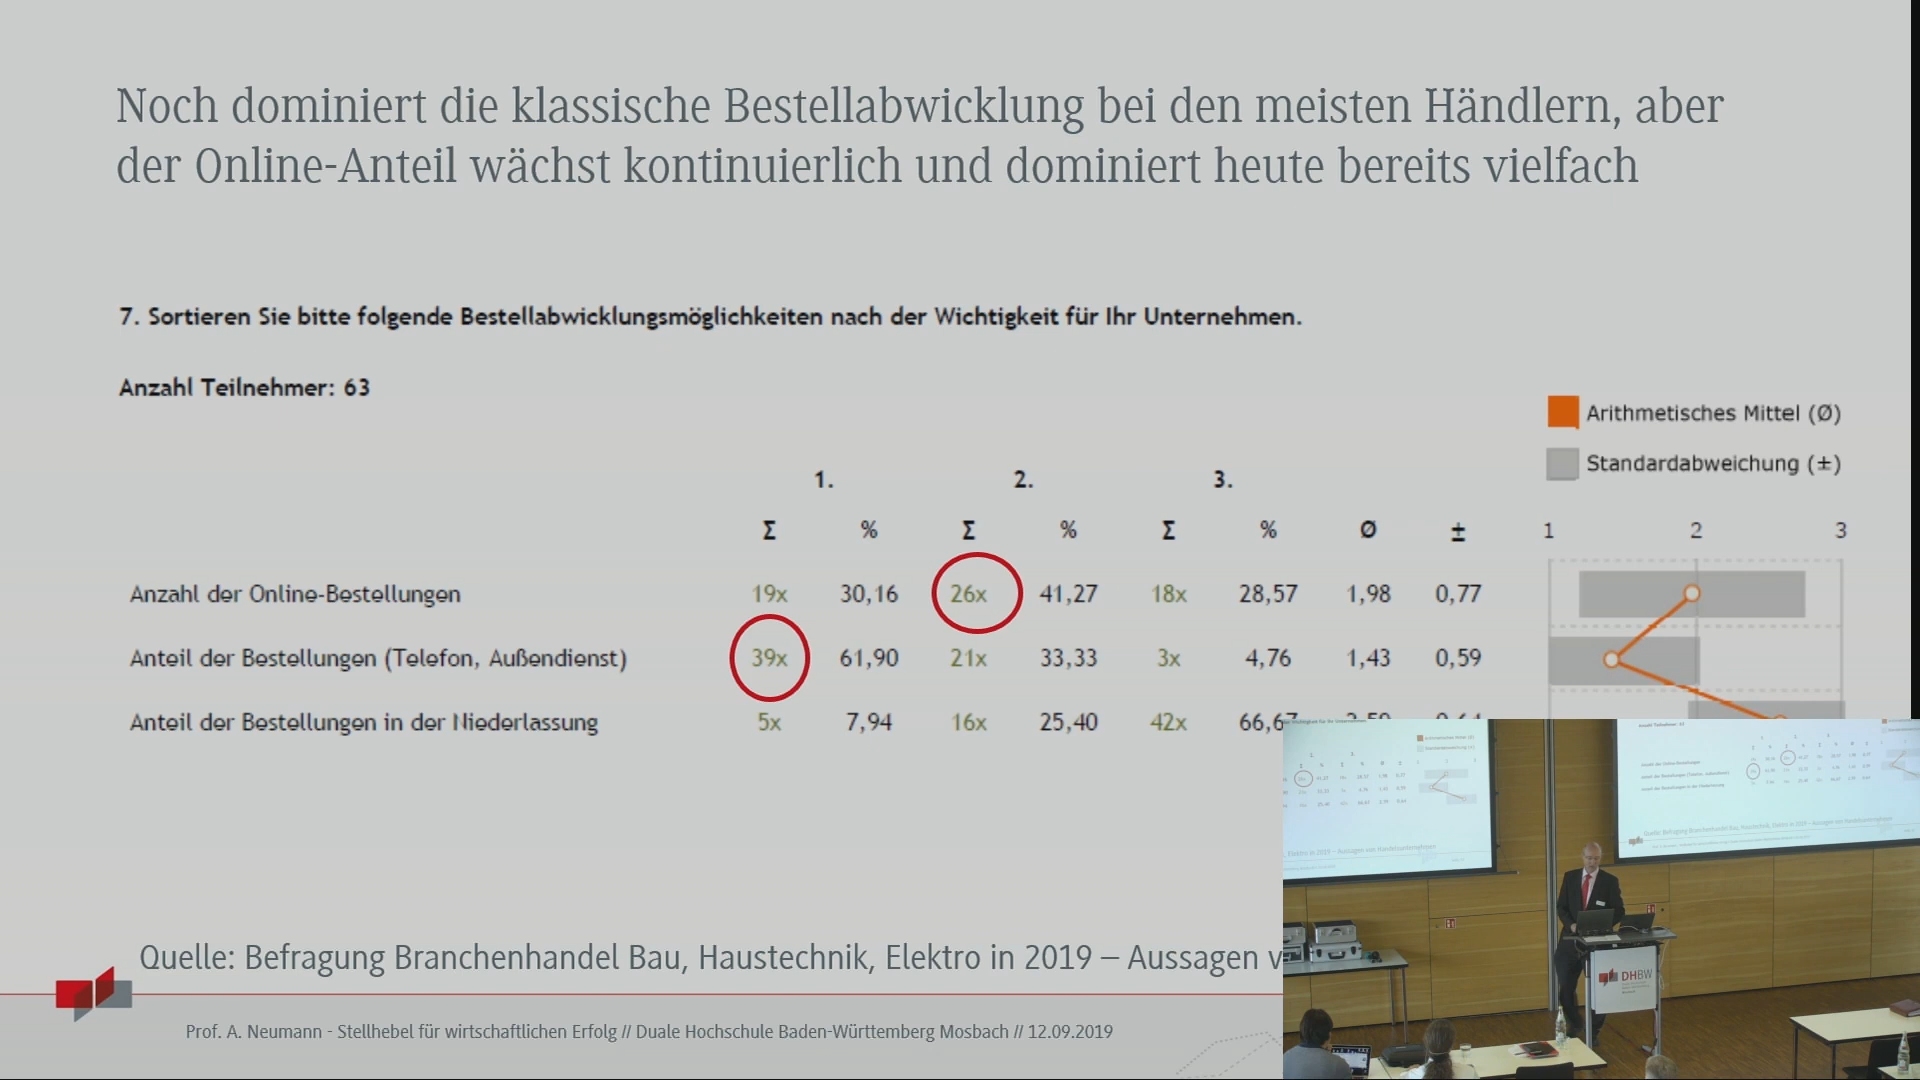 Noch dominiert die klassische Bestellabwicklung bei den meisten Händlern, aber
der Online-Anteil wächst kontinuierlich und dominiert heute bereits vielfach
7. Sortieren Sie bitte folgende Bestellabwicklungsmöglichkeiten nach der Wichtigkeit für Ihr Unternehmen.
Anzahl Teilnehmer: 63
Arithmetisches Mittel (Ø)
Standardabweichung (±)
1. 2. 3.
Σ % Σ % Σ % Ø ± 1 2 3
Anzahl der Online-Bestellungen 19x 30,16 26x 41,27 18x 28,57 1,98 0,77
Anteil der Bestellungen (Telefon, Außendienst) 39x 61,90 21x 33,33 3x 4,76 1,43 0,59
Anteil der Bestellungen in der Niederlassung 5x 7,94 16x 25,40 42x 66,67
Quelle: Befragung Branchenhandel Bau, Haustechnik, Elektro in 2019 – Aussagen v
Prof. A. Neumann - Stellhebel für wirtschaftlichen Erfolg // Duale Hochschule Baden-Württemberg Mosbach // 12.09.2019
DHBW